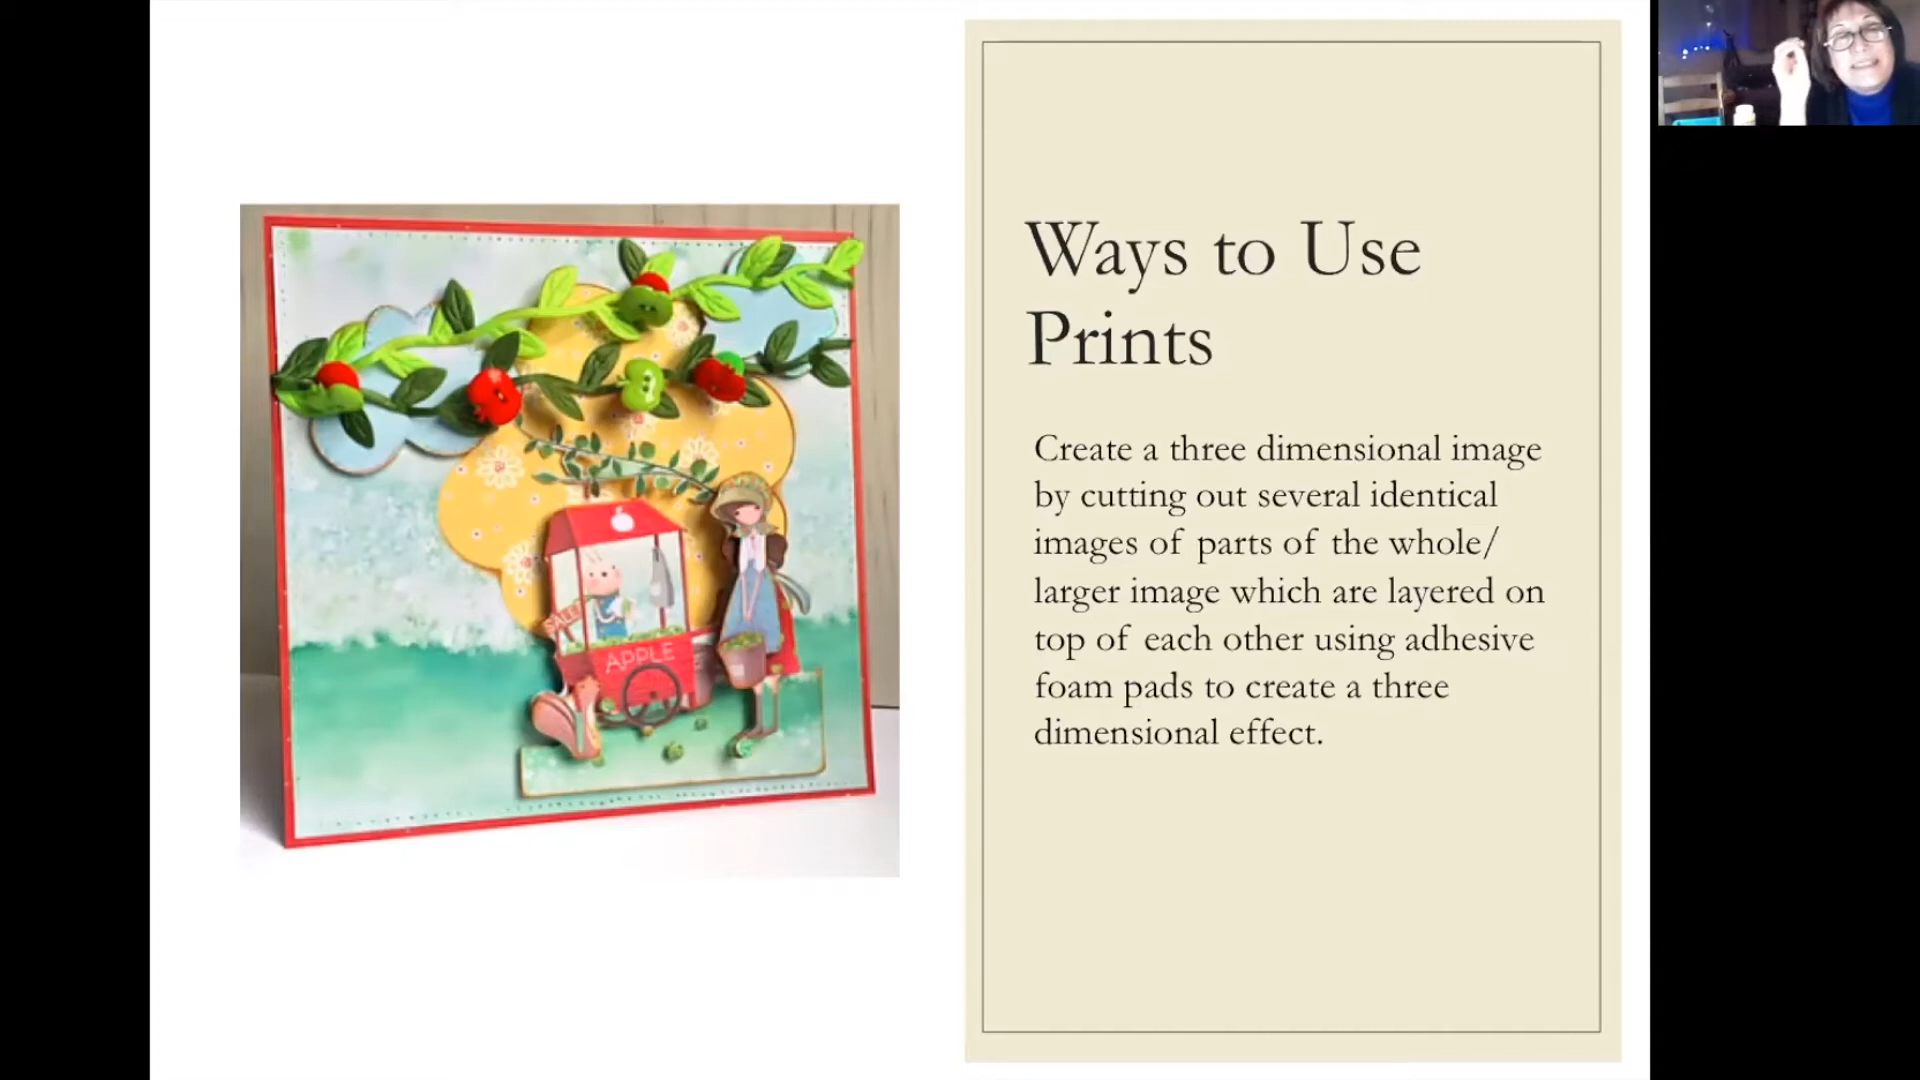 Ways to Use
Prints
Create a three dimensional image
by cutting out several identical
images of parts of the whole/
larger image which are layered on
top of each other using adhesive
foam pads to create a three
dimensional effect.
SALE
APPLE